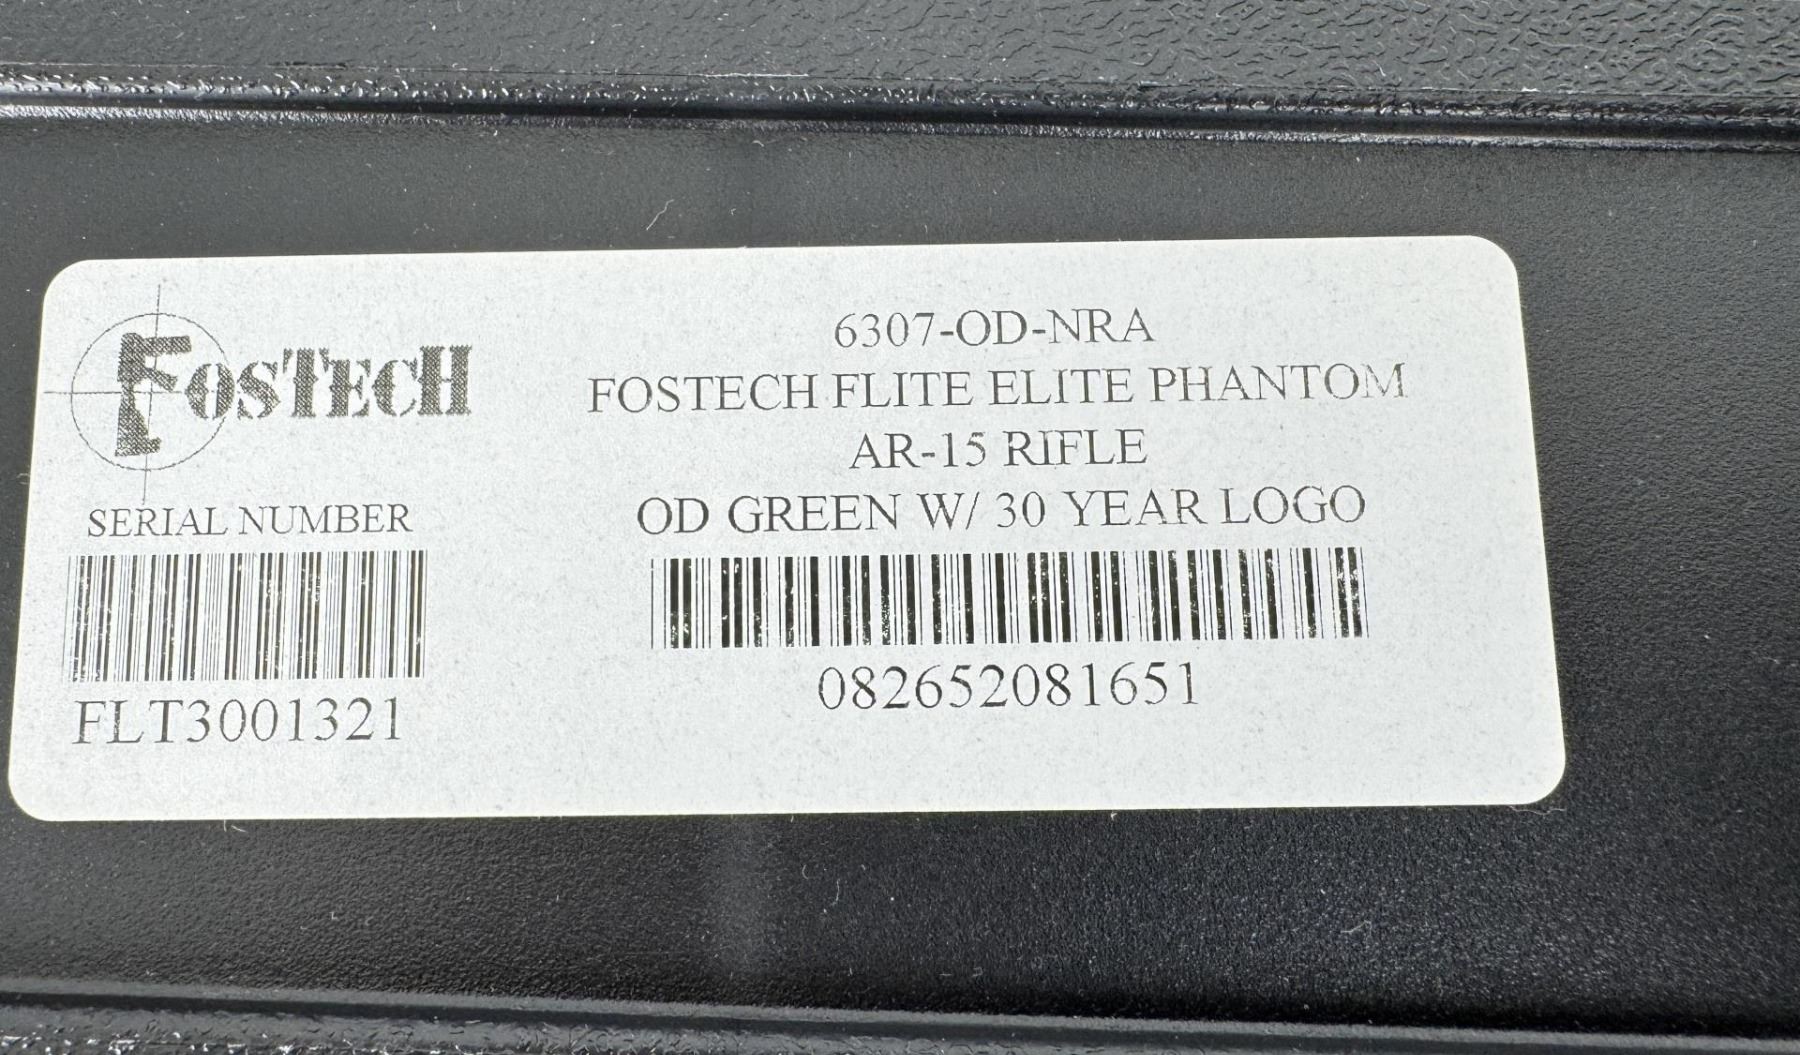 FosTecH
SERIAL NUMBER
FLT3001321
6307-OD-NRA
FOSTECH FLITE ELITE PHANTOM
AR-15 RIFLE
OD GREEN W/ 30 YEAR LOGO
082652081651